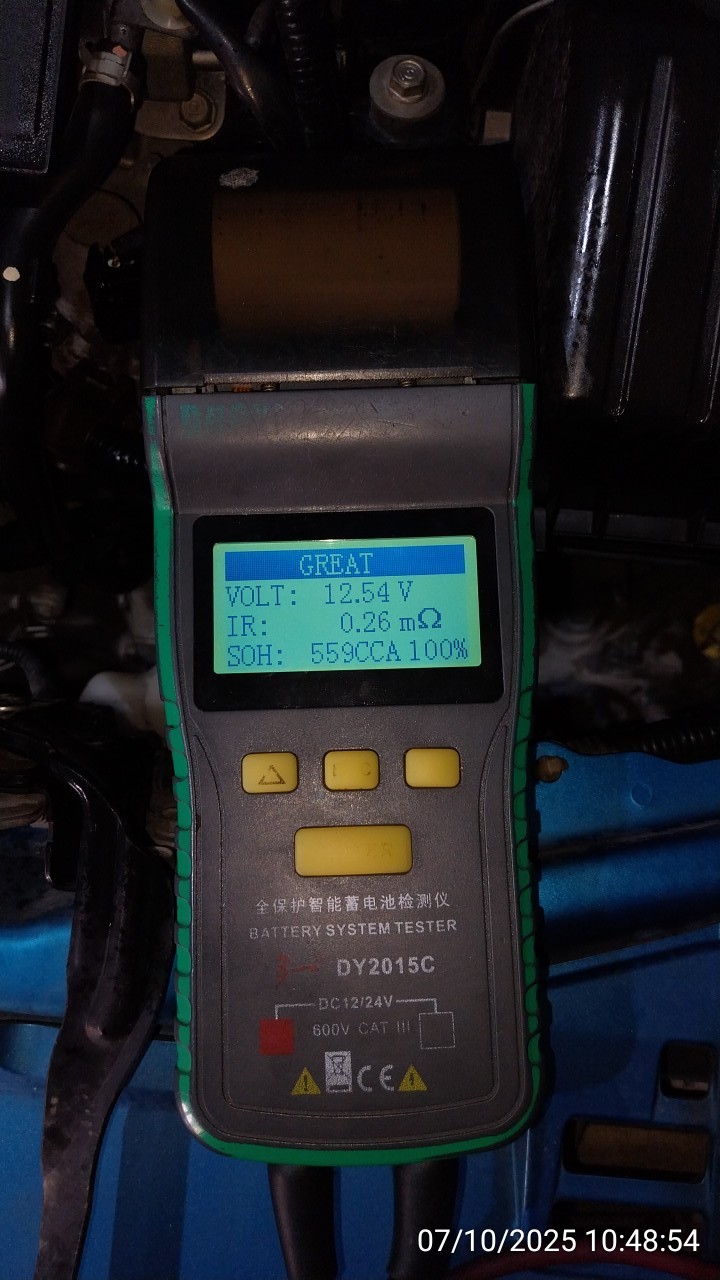 GREAT
VOLT: 12.54 V
IR: 0.26 mΩ
SOH: 559CCA 100%
全保护智能蓄电池检测仪
BATTERY SYSTEM TESTER
DY2015C
DC12/24V
600V CAT III
CE
07/10/2025 10:48:54